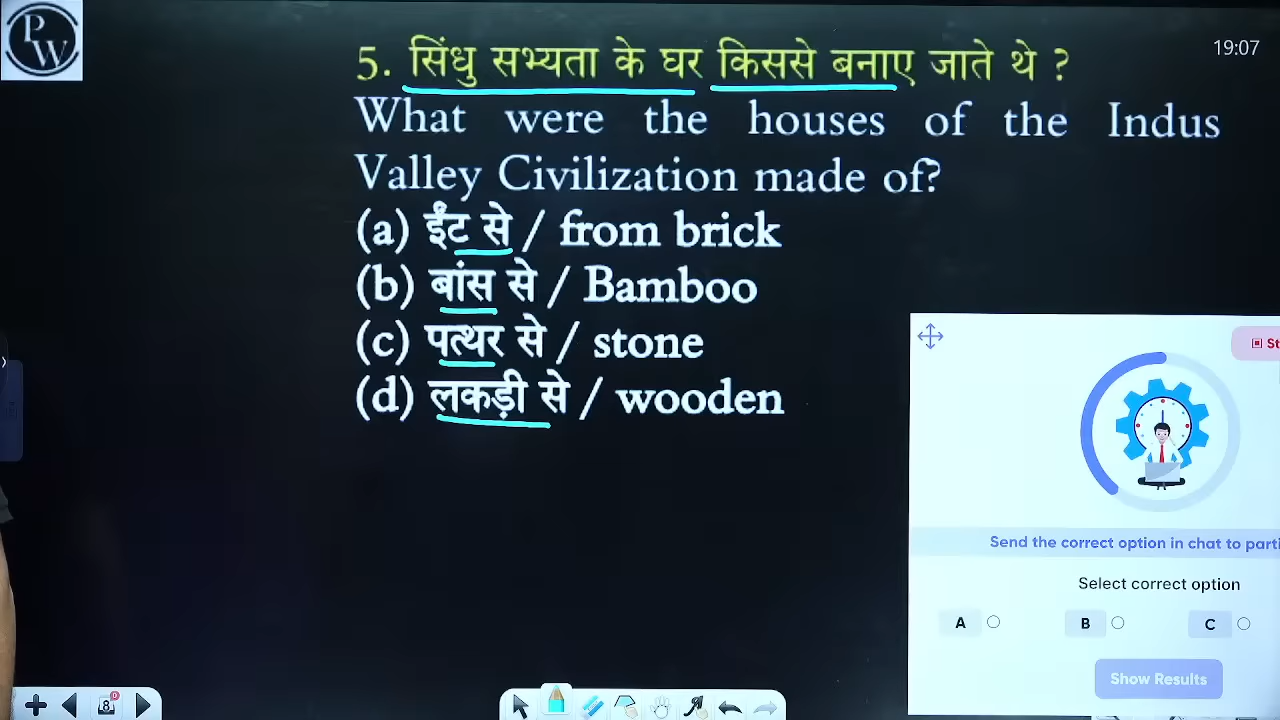 PW
19:07
5. सिंधु सभ्यता के घर किससे बनाए जाते थे ?
What were the houses of the Indus
Valley Civilization made of?
(a) ईंट से / from brick
(b) बांस से / Bamboo
(c) पत्थर से / stone
(d) लकड़ी से / wooden
St
Send the correct option in chat to parti
Select correct option
A
B
C
Show Results
8